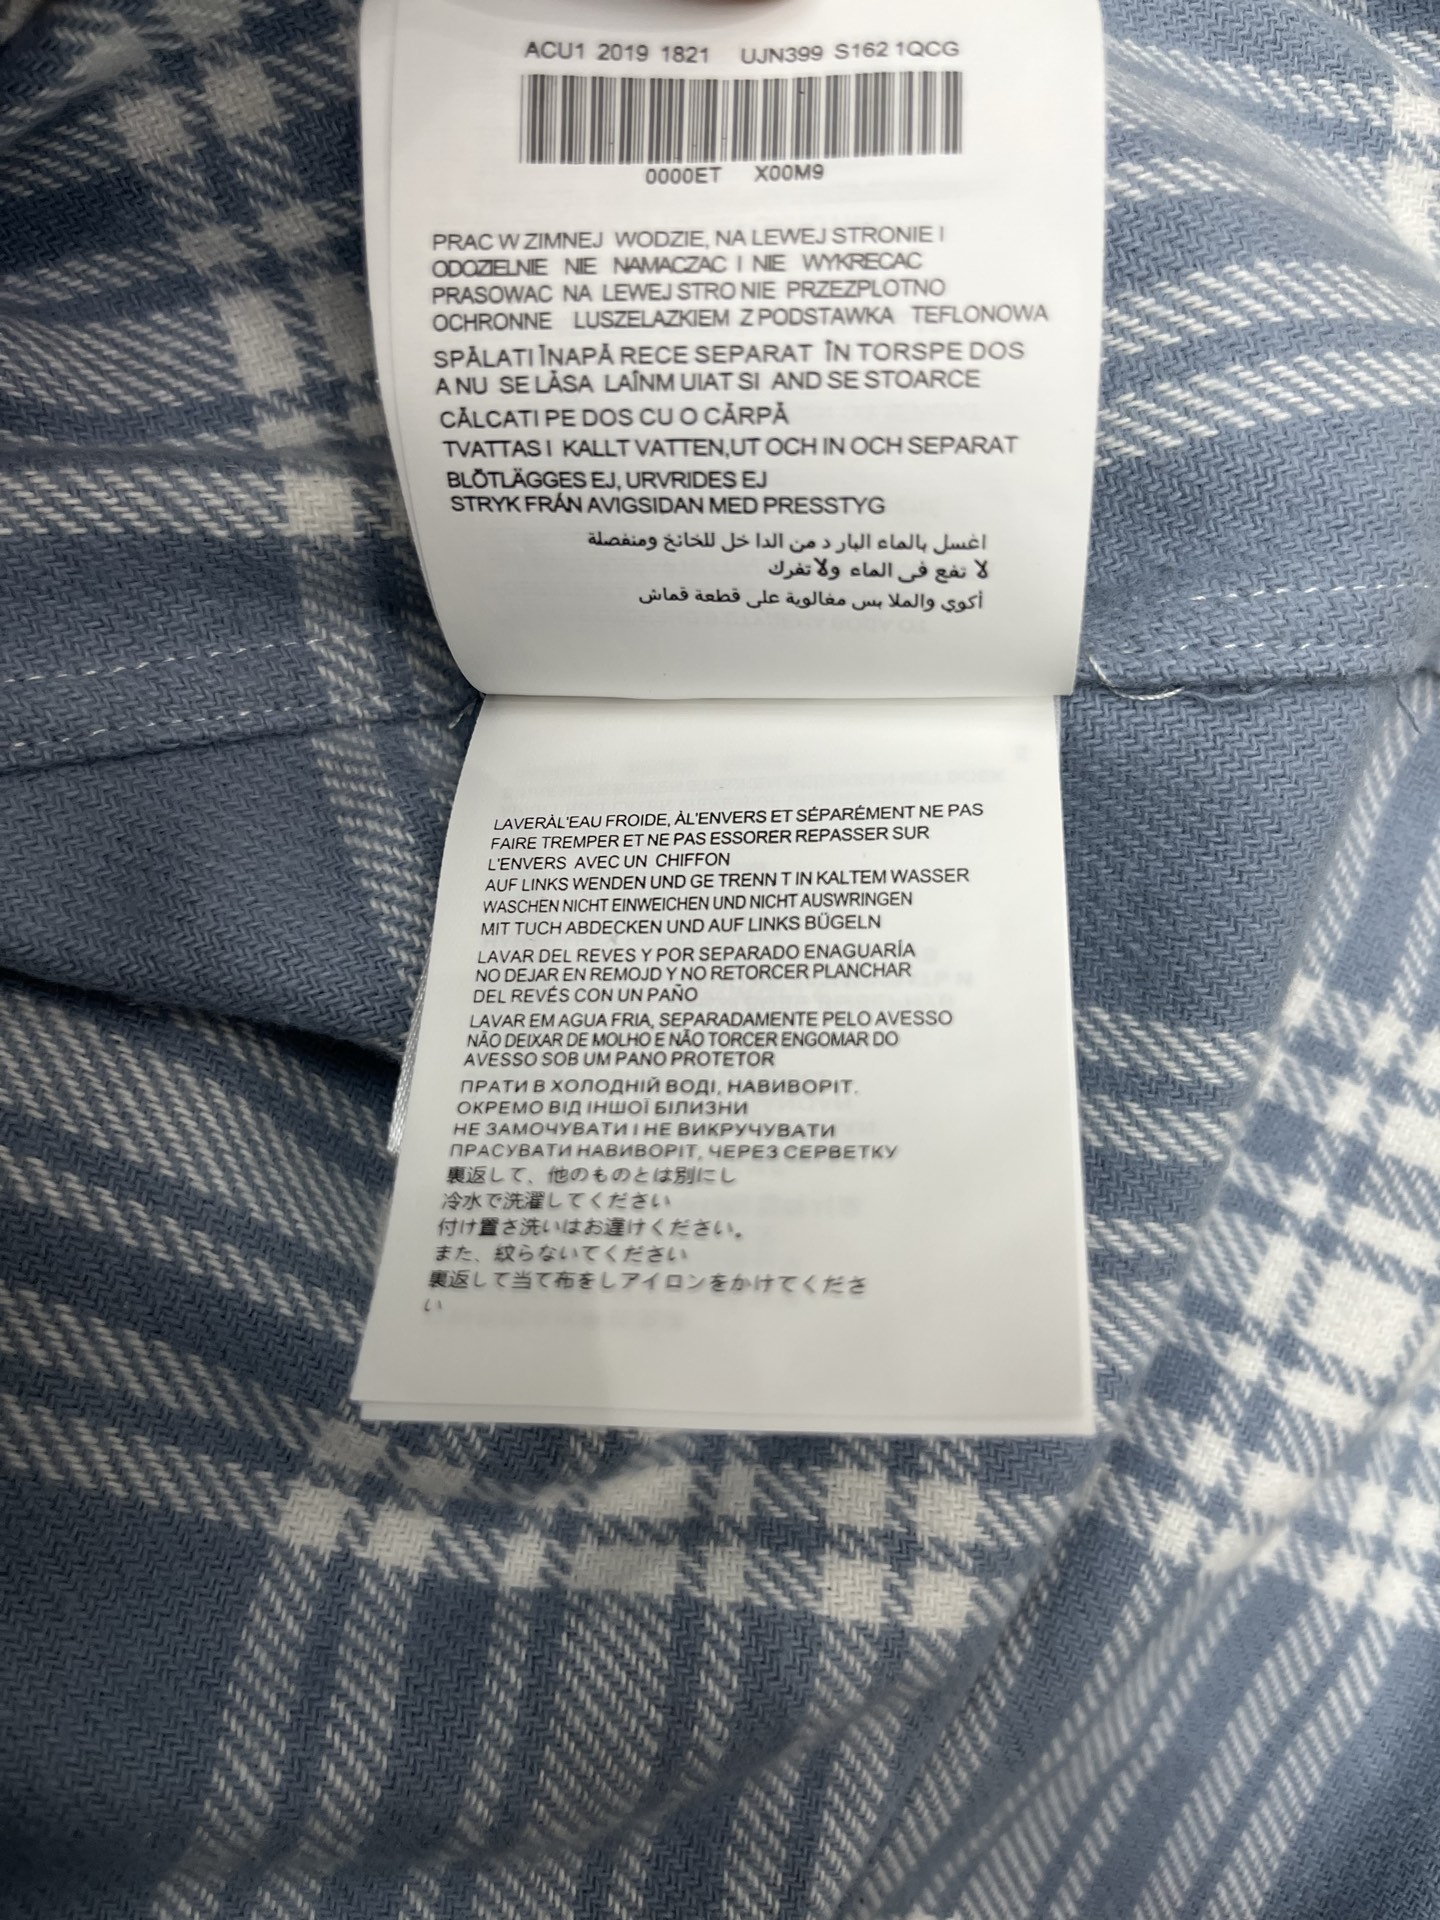 ACU1 2019 1821 UJN399 S162 1QCG
0000ET X00M9
PRAC W ZIMNEJ WODZIE, NA LEWEJ STRONIE I
ODOZIELNIE NIE NAMACZAC I NIE WYKRECAC
PRASOWAC NA LEWEJ STRO NIE PRZEZPLOTNO
OCHRONNE LUSZELAZKIEM Z PODSTAWKA TEFLONOWA
SPĂLATI ÎNAPĂ RECE SEPARAT ÎN TORSPE DOS
A NU SE LĂSA LAÎNM UIAT SI AND SE STOARCE
CĂLCATI PE DOS CU O CĂRPĂ
TVATTAS I KALLT VATTEN,UT OCH IN OCH SEPARAT
BLÖTLÄGGES EJ, URVRIDES EJ
STRYK FRÅN AVIGSIDAN MED PRESSTYG
اغسل بالماء البار د من الدا خل للخانخ ومنفصلة
لا تفع فى الماء ولا تفرك
أكوي والملا بس مغالوبة على قطعة قماش
LAVERÀL'EAU FROIDE, ÀL'ENVERS ET SÉPARÉMENT NE PAS
FAIRE TREMPER ET NE PAS ESSORER REPASSER SUR
L'ENVERS AVEC UN CHIFFON
AUF LINKS WENDEN UND GE TRENN T IN KALTEM WASSER
WASCHEN NICHT EINWEICHEN UND NICHT AUSWRINGEN
MIT TUCH ABDECKEN UND AUF LINKS BÜGELN
LAVAR DEL REVES Y POR SEPARADO ENAGUARÍA
NO DEJAR EN REMOJD Y NO RETORCER PLANCHAR
DEL REVÉS CON UN PAÑO
LAVAR EM AGUA FRIA, SEPARADAMENTE PELO AVESSO
NÃO DEIXAR DE MOLHO E NÃO TORCER ENGOMAR DO
AVESSO SOB UM PANO PROTETOR
ПРАТИ В ХОЛОДНІЙ ВОДІ, НАВИВОРІТ.
ОКРЕМО ВІД ІНШОЇ БІЛИЗНИ
НЕ ЗАМОЧУВАТИ І НЕ ВИКРУЧУВАТИ
ПРАСУВАТИ НАВИВОРІТ, ЧЕРЕЗ СЕРВЕТКУ
裏返して、他のものとは別にし
冷水で洗濯してください
付け置さ洗いはお違けください。
また、絞らないてください
裏返して当て布をしアイロンをかけてくださ
い